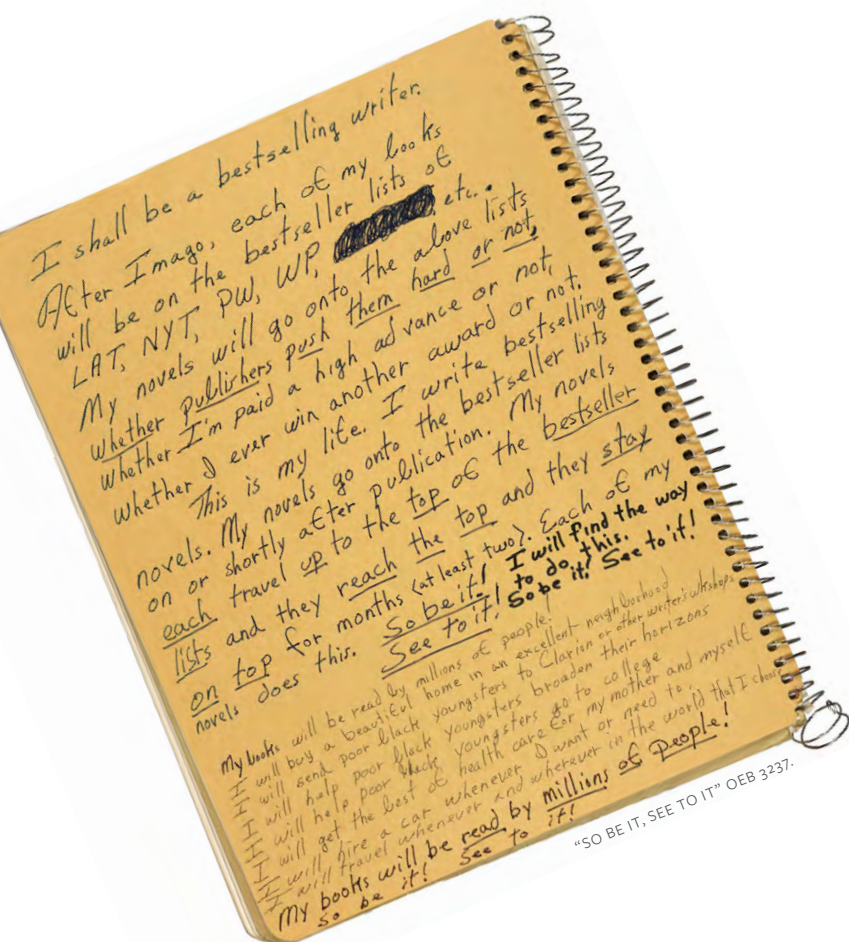 I shall be a bestselling writer.
After Imago, each of my books
will be on the bestseller lists of
LAT, NYT, PW, WP, etc..
My novels will go onto the above lists
whether publishers push them hard or not,
whether I'm paid a high advance or not,
whether I ever win another award or not.
This is my life. I write bestselling
novels. My novels go onto the bestseller lists
on or shortly after publication. My novels
each travel up to the top of the bestseller
lists and they reach the top and they stay
on top for months (at least two). Each of my
novels does this. So be it! I will find the way
See to it! to do this.
So be it! See to it!
My books will be read by millions of people.
I will buy a beautiful home in an excellent neighborhood
I will send poor black youngsters to Clarion or other writer's wkshops
I will help poor black youngsters broaden their horizons
I will help poor black youngsters go to college
I will get the best of health care for my mother and myself
I will hire a car whenever I want or need to.
I will travel whenever and wherever in the world that I choose
My books will be read by millions of people!
So be it! See to it!
"SO BE IT, SEE TO IT" OEB 3237.